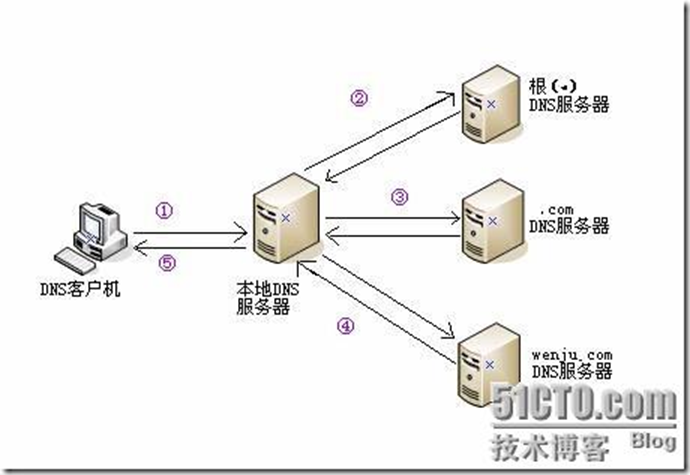 ②
根(.)
DNS服务器
①
③
.com
DNS服务器
⑤
DNS客户机
本地DNS
服务器
④
wenju.com
DNS服务器
51CTO.com
技术博客 Blog